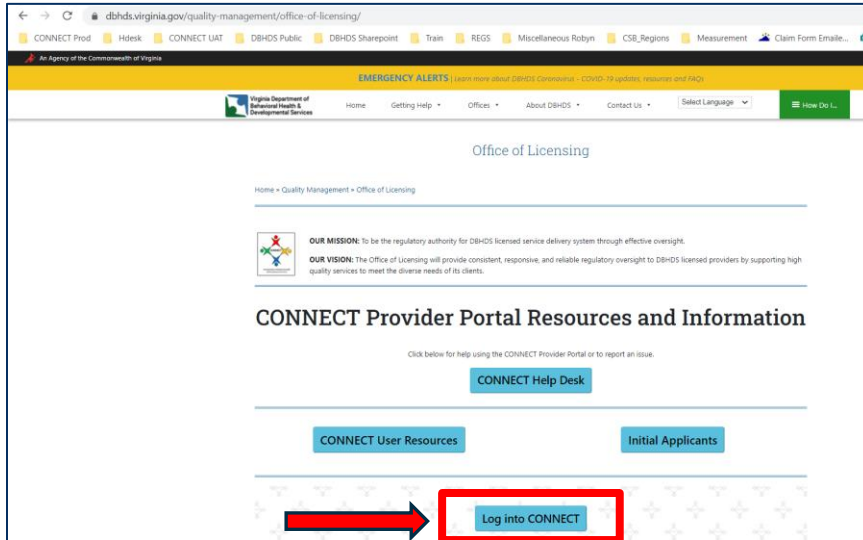 dbhds.virginia.gov/quality-management/office-of-licensing/
CONNECT Prod Hdesk CONNECT UAT DBHDS Public DBHDS Sharepoint Train REGS Miscellaneous Robyn CSB_Regions Measurement Claim Form Emaile...
An Agency of the Commonwealth of Virginia
EMERGENCY ALERTS | Learn more about DBHDS Coronavirus - COVID-19 updates, resources and FAQs
Virginia Department of
Behavioral Health &
Developmental Services
Home Getting Help Offices About DBHDS Contact Us Select Language How Do I...
Office of Licensing
Home » Quality Management » Office of Licensing
OUR MISSION: To be the regulatory authority for DBHDS licensed service delivery system through effective oversight.
OUR VISION: The Office of Licensing will provide consistent, responsive, and reliable regulatory oversight to DBHDS licensed providers by supporting high
quality services to meet the diverse needs of its clients.
CONNECT Provider Portal Resources and Information
Click below for help using the CONNECT Provider Portal or to report an issue.
CONNECT Help Desk
CONNECT User Resources Initial Applicants
Log into CONNECT